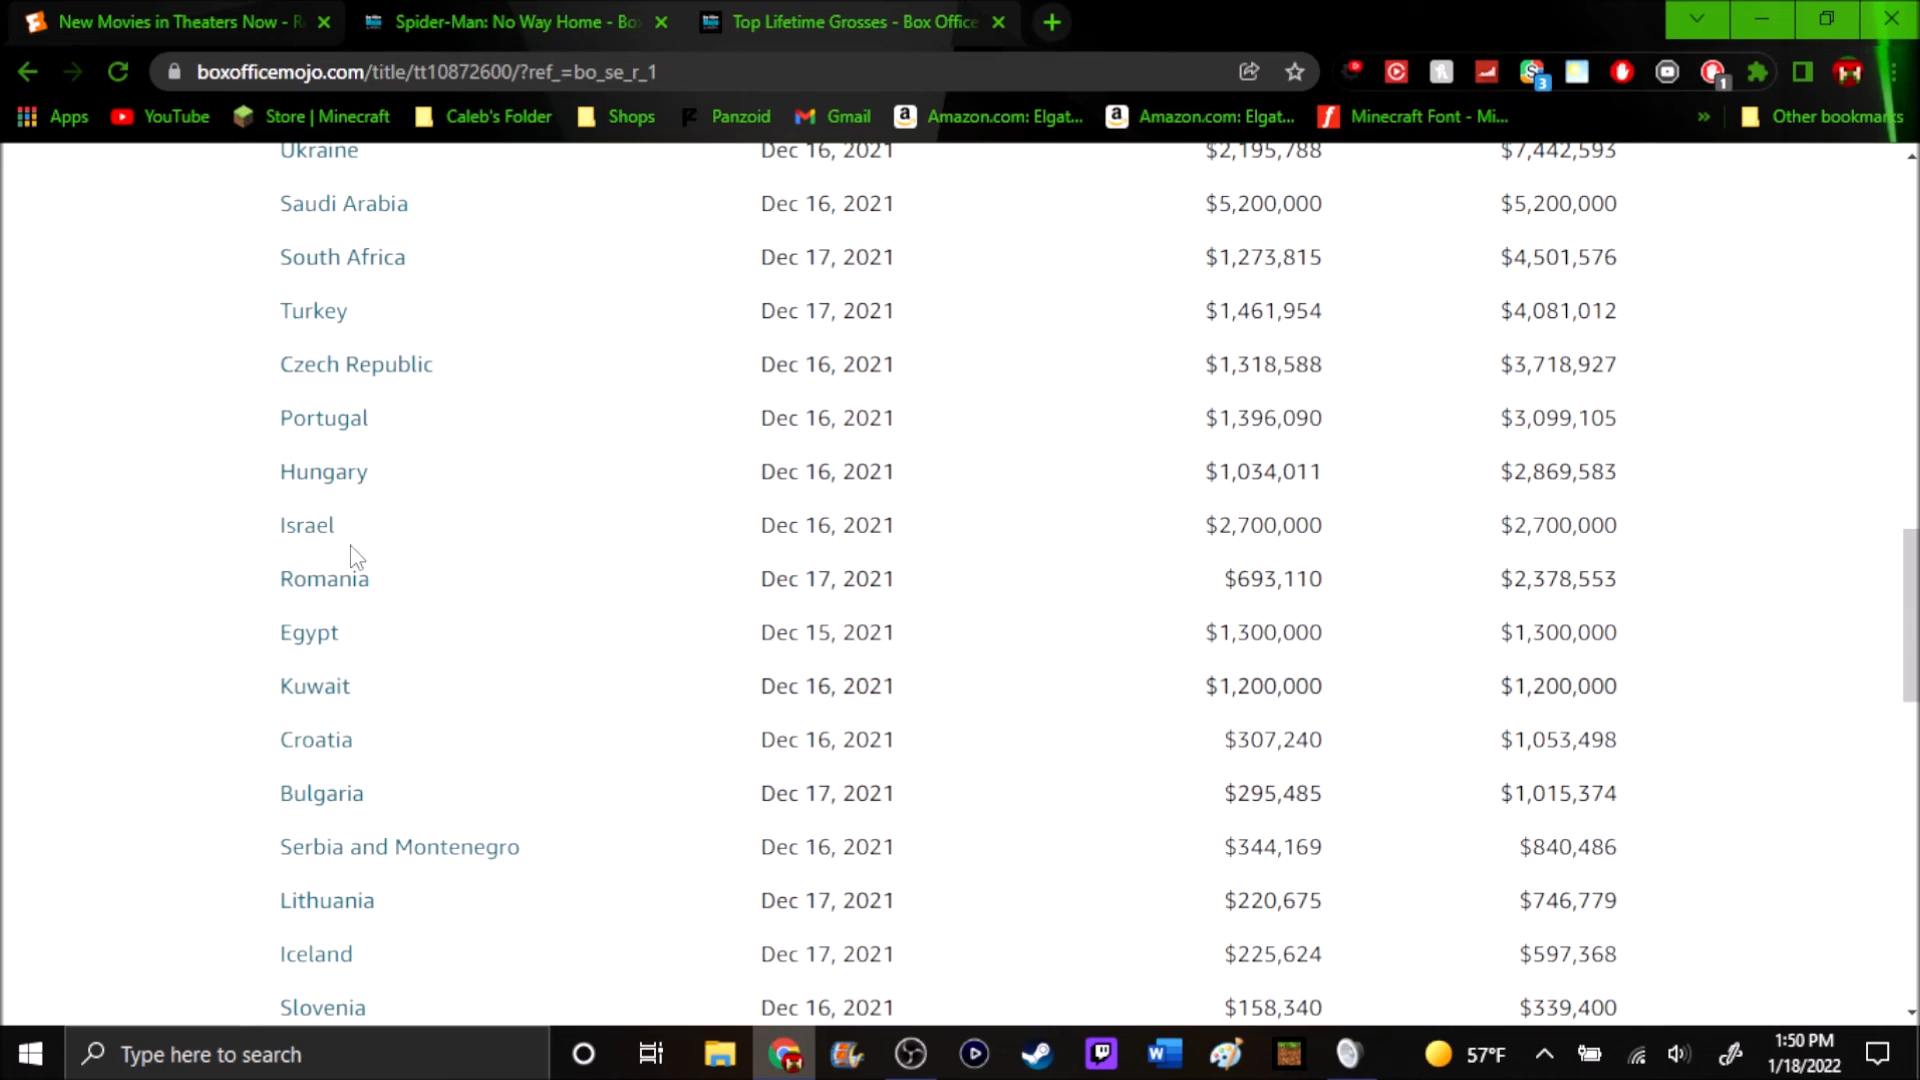 New Movies in Theaters Now - R
Spider-Man: No Way Home - Bo
Top Lifetime Grosses - Box Office
boxofficemojo.com/title/tt10872600/?ref_=bo_se_r_1
3
1
Apps YouTube Store | Minecraft Caleb's Folder Shops Panzoid Gmail Amazon.com: Elgat... Amazon.com: Elgat... Minecraft Font - Mi... » Other bookmarks
Ukraine Dec 16, 2021 $2,195,788 $7,442,593
Saudi Arabia Dec 16, 2021 $5,200,000 $5,200,000
South Africa Dec 17, 2021 $1,273,815 $4,501,576
Turkey Dec 17, 2021 $1,461,954 $4,081,012
Czech Republic Dec 16, 2021 $1,318,588 $3,718,927
Portugal Dec 16, 2021 $1,396,090 $3,099,105
Hungary Dec 16, 2021 $1,034,011 $2,869,583
Israel Dec 16, 2021 $2,700,000 $2,700,000
Romania Dec 17, 2021 $693,110 $2,378,553
Egypt Dec 15, 2021 $1,300,000 $1,300,000
Kuwait Dec 16, 2021 $1,200,000 $1,200,000
Croatia Dec 16, 2021 $307,240 $1,053,498
Bulgaria Dec 17, 2021 $295,485 $1,015,374
Serbia and Montenegro Dec 16, 2021 $344,169 $840,486
Lithuania Dec 17, 2021 $220,675 $746,779
Iceland Dec 17, 2021 $225,624 $597,368
Slovenia Dec 16, 2021 $158,340 $339,400
Type here to search
57°F
1:50 PM
1/18/2022